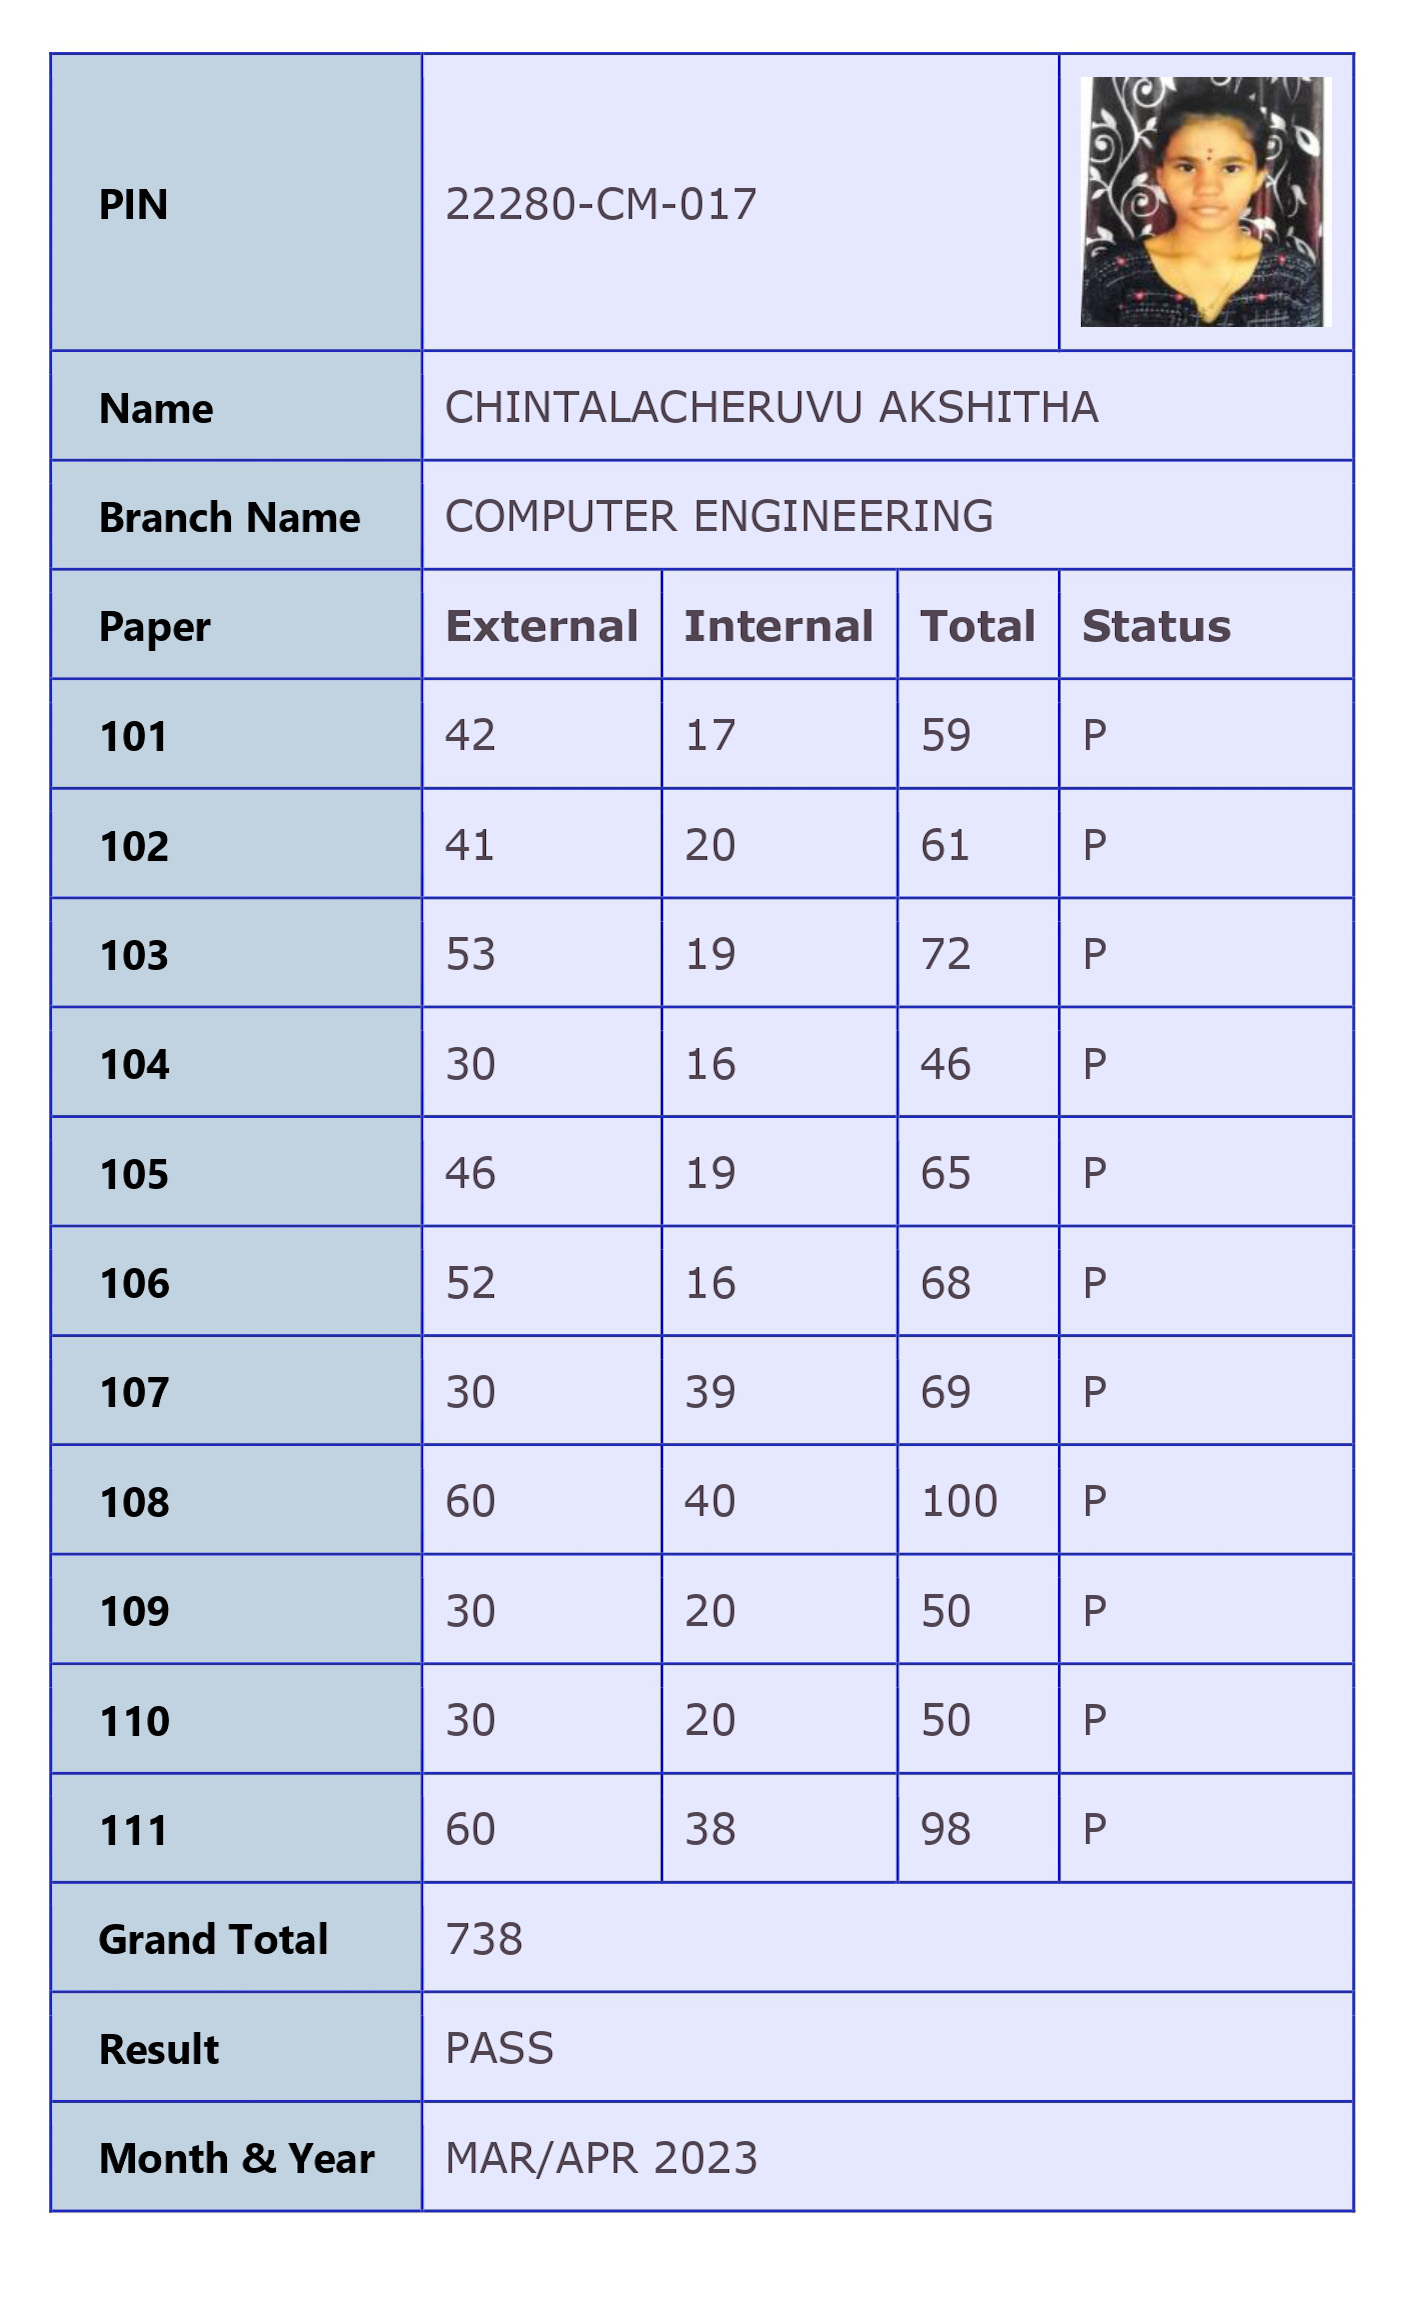 PIN 22280-CM-017
Name CHINTALACHERUVU AKSHITHA
Branch Name COMPUTER ENGINEERING
Paper External Internal Total Status
101 42 17 59 P
102 41 20 61 P
103 53 19 72 P
104 30 16 46 P
105 46 19 65 P
106 52 16 68 P
107 30 39 69 P
108 60 40 100 P
109 30 20 50 P
110 30 20 50 P
111 60 38 98 P
Grand Total 738
Result PASS
Month & Year MAR/APR 2023